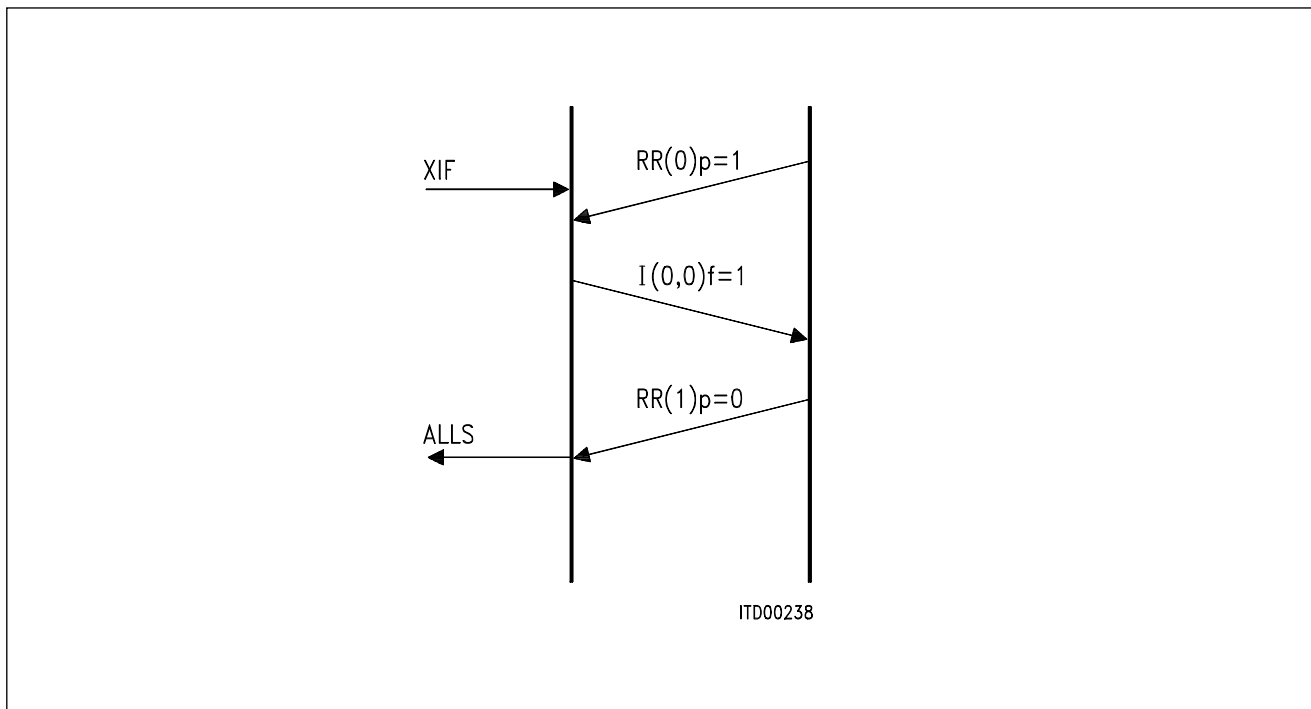 XIF
RR(0)p=1
I(0,0)f=1
RR(1)p=0
ALLS
ITD00238